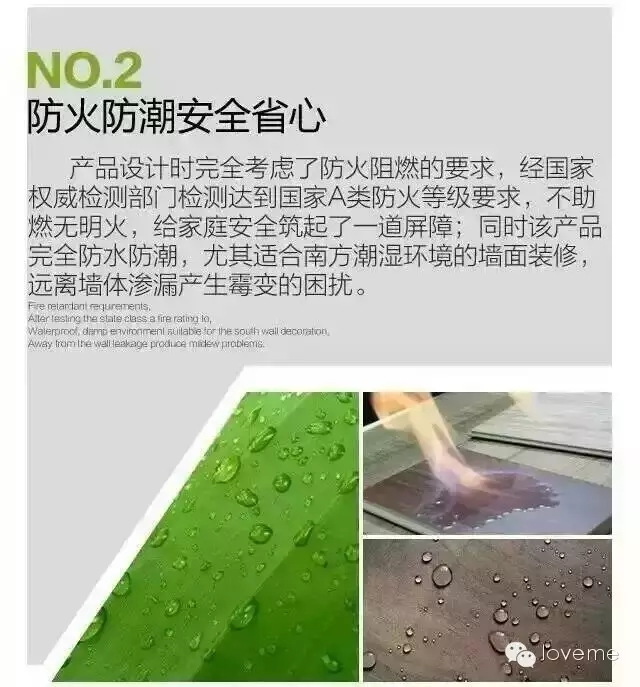 NO.2
防火防潮安全省心
产品设计时完全考虑了防火阻燃的要求，经国家
权威检测部门检测达到国家A类防火等级要求，不助
燃无明火，给家庭安全筑起了一道屏障；同时该产品
完全防水防潮，尤其适合南方潮湿环境的墙面装修，
远离墙体渗漏产生霉变的困扰。
Fire retardant requirements,
After testing the state class a fire rating to,
Waterproof, damp environment suitable for the south wall decoration,
Away from the wall leakage produce mildew problems.
loveme